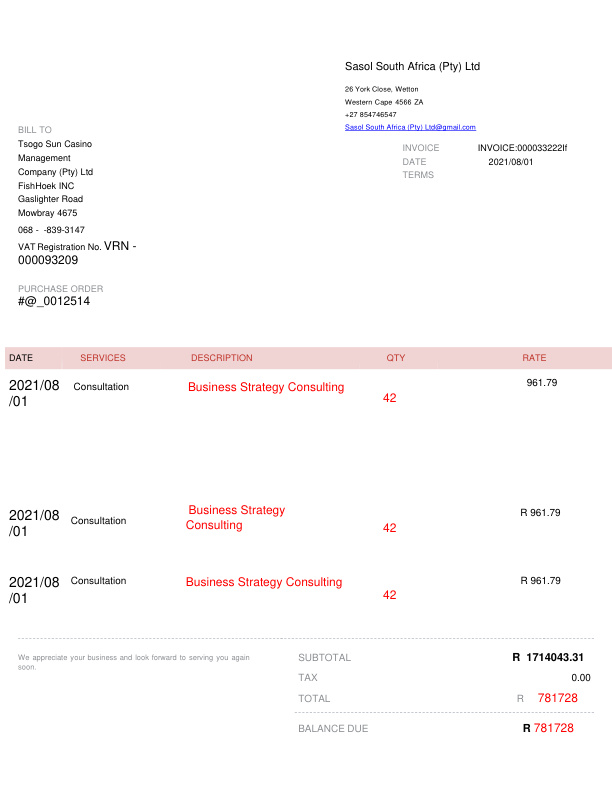 Sasol South Africa (Pty) Ltd
26 York Close, Wetton
Western Cape 4566 ZA
+27 854746547
Sasol South Africa (Pty) Ltd@gmail.com
BILL TO
Tsogo Sun Casino
Management
Company (Pty) Ltd
FishHoek INC
Gaslighter Road
Mowbray 4675
068 - -839-3147
VAT Registration No. VRN -
000093209
INVOICE INVOICE:000033222lf
DATE 2021/08/01
TERMS
PURCHASE ORDER
#@_0012514
DATE SERVICES DESCRIPTION QTY RATE
2021/08 Consultation Business Strategy Consulting 42 961.79
/01
2021/08 Consultation Business Strategy 42 R 961.79
/01 Consulting
2021/08 Consultation Business Strategy Consulting 42 R 961.79
/01
We appreciate your business and look forward to serving you again
soon.
SUBTOTAL R 1714043.31
TAX 0.00
TOTAL R 781728
BALANCE DUE R 781728